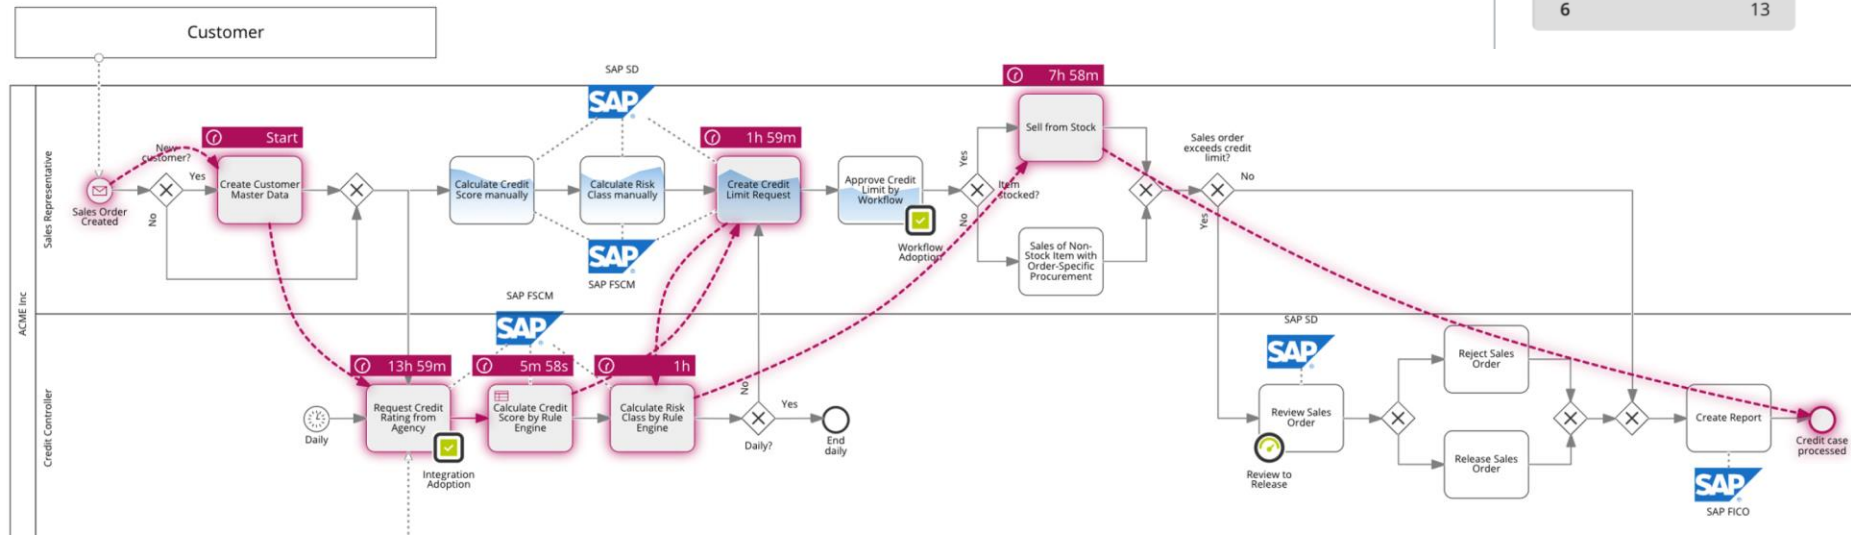 6 13
Customer
SAP SD
SAP
7h 58m
Start
1h 59m
New
customer?
Yes
No
Sales Order
Created
Create Customer
Master Data
Calculate Credit
Score manually
Calculate Risk
Class manually
Create Credit
Limit Request
Approve Credit
Limit by
Workflow
Workflow
Adoption
SAP
SAP FSCM
Yes
Item
stocked?
No
Sell from Stock
Sales of Non-
Stock Item with
Order-Specific
Procurement
Sales order
exceeds credit
limit?
No
Yes
Sales Representative
ACME Inc
Credit Controller
SAP FSCM
SAP
13h 59m
5m 58s
1h
Daily
Request Credit
Rating from
Agency
Integration
Adoption
Calculate Credit
Score by Rule
Engine
Calculate Risk
Class by Rule
Engine
No
Yes
Daily?
End
daily
SAP SD
SAP
Review Sales
Order
Review to
Release
Reject Sales
Order
Release Sales
Order
Create Report
SAP
SAP FICO
Credit case
processed